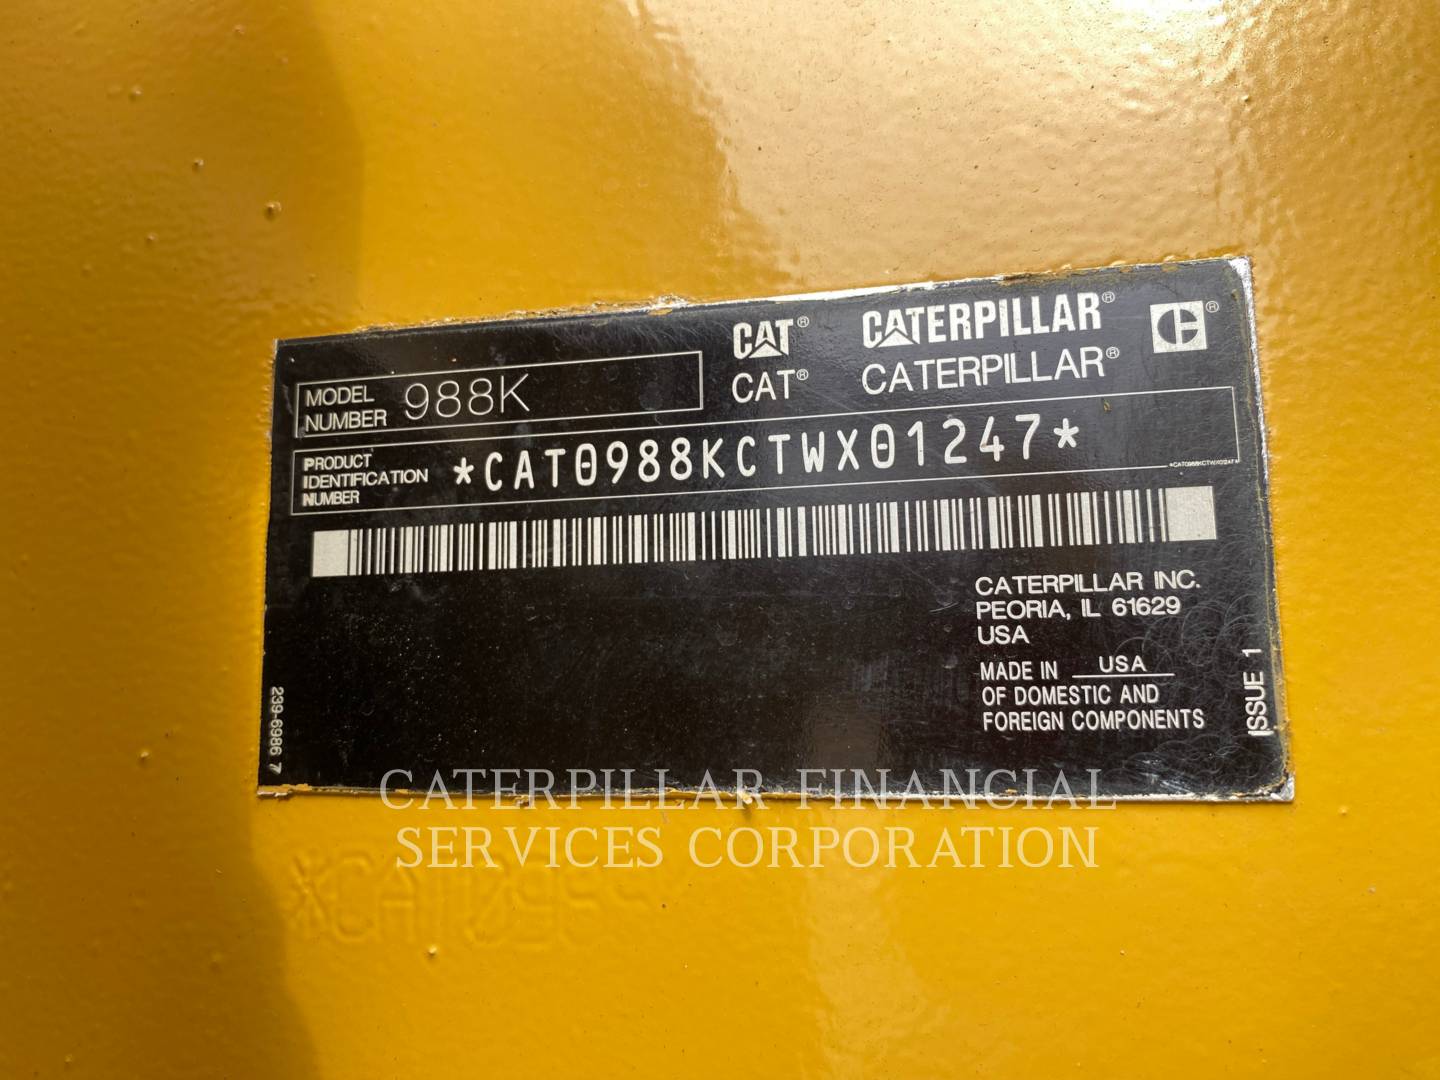 CAT® CATERPILLAR®
CAT® CATERPILLAR®
MODEL NUMBER 988K
PRODUCT IDENTIFICATION NUMBER *CAT0988KCTWX01247*
*CAT0988KCTWX01247*
CATERPILLAR INC.
PEORIA, IL 61629
USA
MADE IN USA
OF DOMESTIC AND
FOREIGN COMPONENTS
ISSUE 1
239-6986 7
CATERPILLAR FINANCIAL
SERVICES CORPORATION